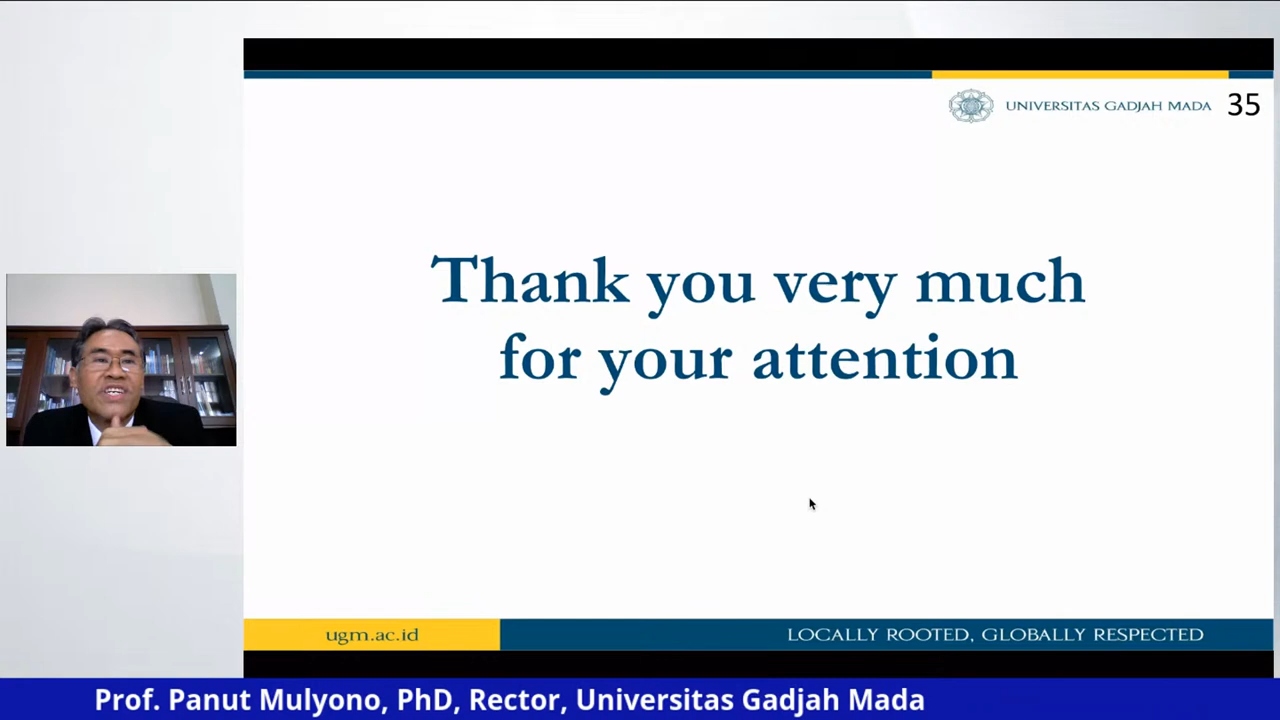 UNIVERSITAS GADJAH MADA 35
Thank you very much
for your attention
ugm.ac.id
LOCALLY ROOTED, GLOBALLY RESPECTED
Prof. Panut Mulyono, PhD, Rector, Universitas Gadjah Mada